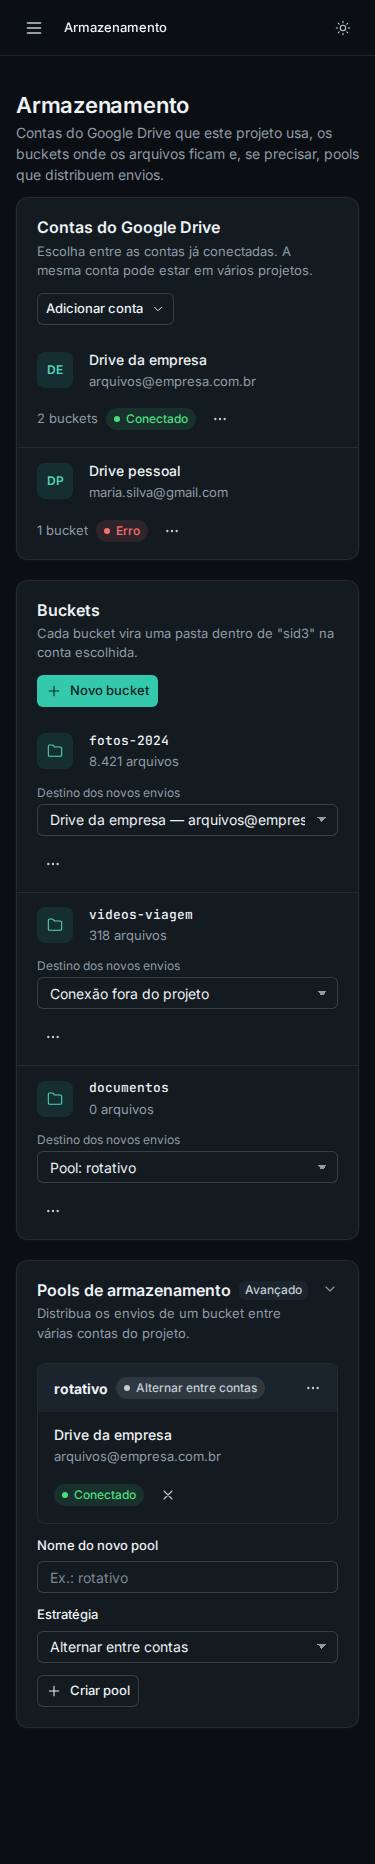 Armazenamento
Armazenamento
Contas do Google Drive que este projeto usa, os
buckets onde os arquivos ficam e, se precisar, pools
que distribuem envios.
Contas do Google Drive
Escolha entre as contas já conectadas. A
mesma conta pode estar em vários projetos.
Adicionar conta
DE
Drive da empresa
arquivos@empresa.com.br
2 buckets
Conectado
DP
Drive pessoal
maria.silva@gmail.com
1 bucket
Erro
Buckets
Cada bucket vira uma pasta dentro de "sid3" na
conta escolhida.
Novo bucket
fotos-2024
8.421 arquivos
Destino dos novos envios
Drive da empresa — arquivos@empres
videos-viagem
318 arquivos
Destino dos novos envios
Conexão fora do projeto
documentos
0 arquivos
Destino dos novos envios
Pool: rotativo
Pools de armazenamento
Avançado
Distribua os envios de um bucket entre
várias contas do projeto.
rotativo
Alternar entre contas
Drive da empresa
arquivos@empresa.com.br
Conectado
Nome do novo pool
Ex.: rotativo
Estratégia
Alternar entre contas
Criar pool